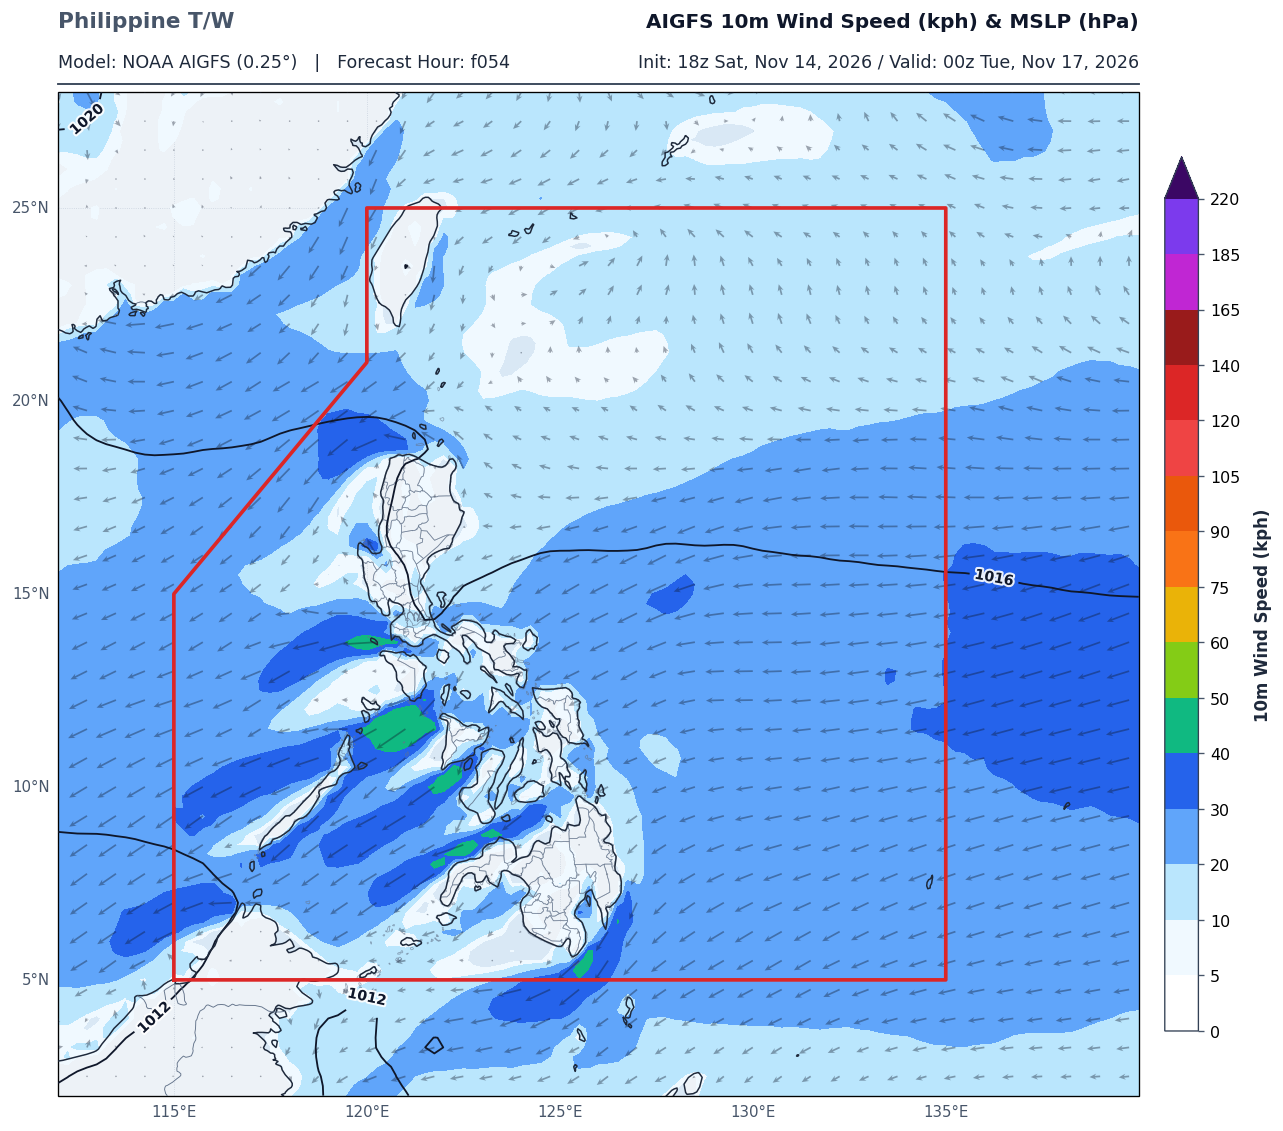 Philippine T/W
AIGFS 10m Wind Speed (kph) & MSLP (hPa)
Model: NOAA AIGFS (0.25°) | Forecast Hour: f054
Init: 18z Sat, Nov 14, 2026 / Valid: 00z Tue, Nov 17, 2026
1020
25°N
20°N
15°N
10°N
5°N
1016
1012
1012
115°E
120°E
125°E
130°E
135°E
220
185
165
140
120
105
90
75
60
50
40
30
20
10
5
0
10m Wind Speed (kph)